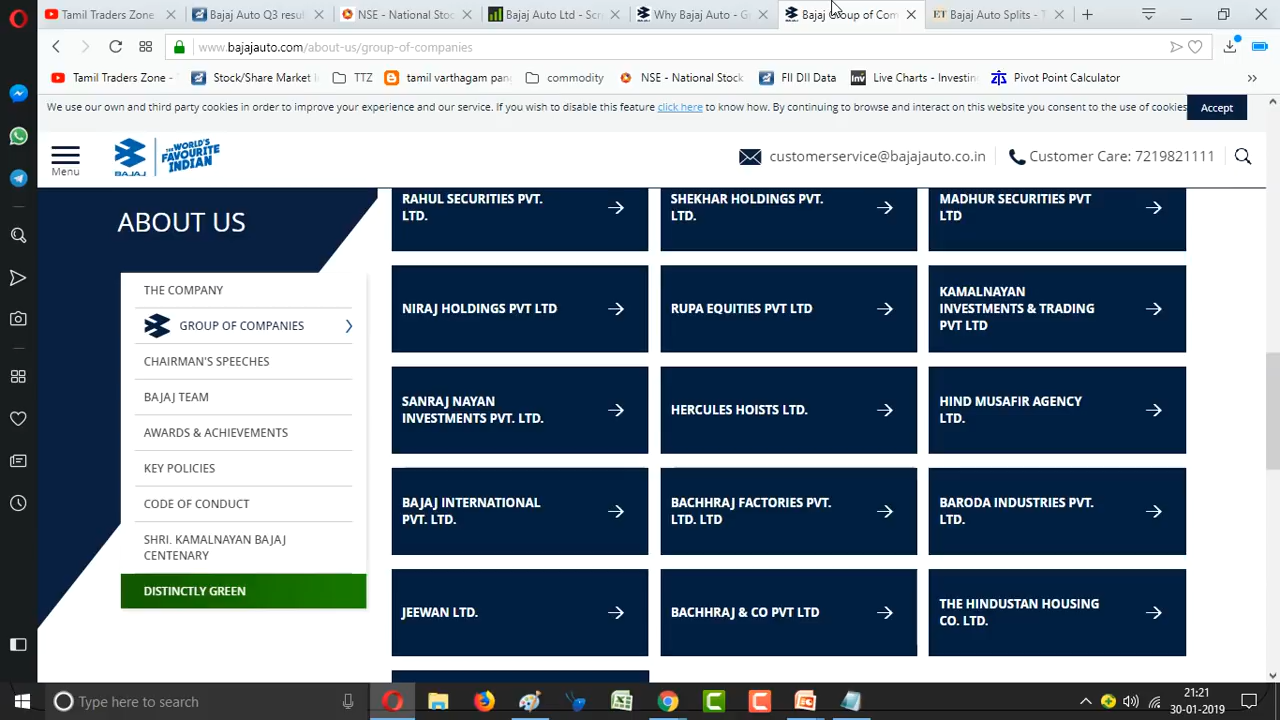 Tamil Traders Zone
Bajaj Auto Q3 resul
NSE - National Stoc
Bajaj Auto Ltd - Scr
Why Bajaj Auto - G
Bajaj Group of Com
ET Bajaj Auto Splits - T
www.bajajauto.com/about-us/group-of_companies
Tamil Traders Zone -
Stock/Share Market I
TTZ
tamil varthagam pan
commodity
NSE - National Stock
FII DII Data
Inv Live Charts - Investin
Pivot Point Calculator
We use our own and third party cookies in order to improve your experience and our service. If you wish to disable this feature click here to know how. By continuing to browse and interact on this website you consent to the use of cookies
Accept
Menu
BAJAJ
THE WORLD'S
FAVOURITE
INDIAN
customerservice@bajajauto.co.in
Customer Care: 7219821111
ABOUT US
THE COMPANY
GROUP OF COMPANIES
CHAIRMAN'S SPEECHES
BAJAJ TEAM
AWARDS & ACHIEVEMENTS
KEY POLICIES
CODE OF CONDUCT
SHRI. KAMALNAYAN BAJAJ
CENTENARY
DISTINCTLY GREEN
RAHUL SECURITIES PVT.
LTD.
SHEKHAR HOLDINGS PVT.
LTD.
MADHUR SECURITIES PVT
LTD
NIRAJ HOLDINGS PVT LTD
RUPA EQUITIES PVT LTD
KAMALNAYAN
INVESTMENTS & TRADING
PVT LTD
SANRAJ NAYAN
INVESTMENTS PVT. LTD.
HERCULES HOISTS LTD.
HIND MUSAFIR AGENCY
LTD.
BAJAJ INTERNATIONAL
PVT. LTD.
BACHHRAJ FACTORIES PVT.
LTD. LTD
BARODA INDUSTRIES PVT.
LTD.
JEEWAN LTD.
BACHHRAJ & CO PVT LTD
THE HINDUSTAN HOUSING
CO. LTD.
Type here to search
21:21
30-01-2019